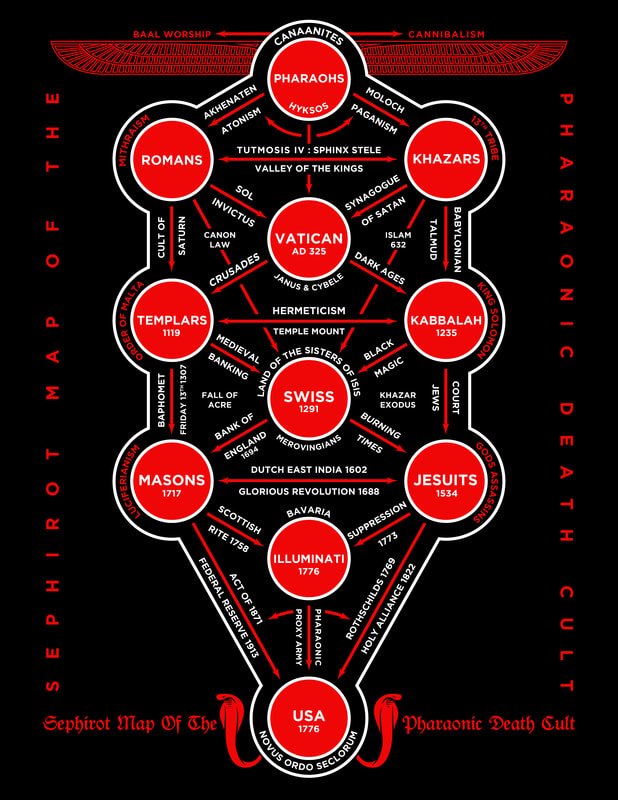 BAAL WORSHIP
CANNIBALISM
CANAANITES
PHARAOHS
HYKSOS
AKHENATEN
ATONISM
MOLOCH
PAGANISM
MITHRAISM
ROMANS
TUTMOSIS IV : SPHINX STELE
VALLEY OF THE KINGS
13TH TRIBE
KHAZARS
SOL
INVICTUS
SYNAGOGUE
OF SATAN
CULT OF
SATURN
CANON
LAW
VATICAN
AD 325
JANUS & CYBELE
ISLAM
632
BABYLONIAN
TALMUD
CRUSADES
DARK AGES
ORDER OF MALTA
TEMPLARS
1119
HERMETICISM
TEMPLE MOUNT
KING SOLOMON
KABBALAH
1235
MEDIEVAL
BANKING
BLACK
MAGIC
LAND OF THE SISTERS OF ISIS
SWISS
1291
MEROVINGIANS
BAPHOMET
FRIDAY 13TH 1307
FALL OF
ACRE
KHAZAR
EXODUS
COURT
JEWS
BANK OF
ENGLAND
1694
BURNING
TIMES
LUCIFERIANISM
MASONS
1717
DUTCH EAST INDIA 1602
GLORIOUS REVOLUTION 1688
GODS ASSASSINS
JESUITS
1534
SCOTTISH
RITE 1758
BAVARIA
ILLUMINATI
1776
SUPPRESSION
1773
ACT OF 1871
FEDERAL RESERVE 1913
PHARAONIC
PROXY ARMY
ROTHSCHILDS 1769
HOLY ALLIANCE 1822
USA
1776
NOVUS ORDO SECLORUM
SEPHIROT MAP OF THE
PHARAONIC DEATH CULT
Sephirot Map Of The
Pharaonic Death Cult